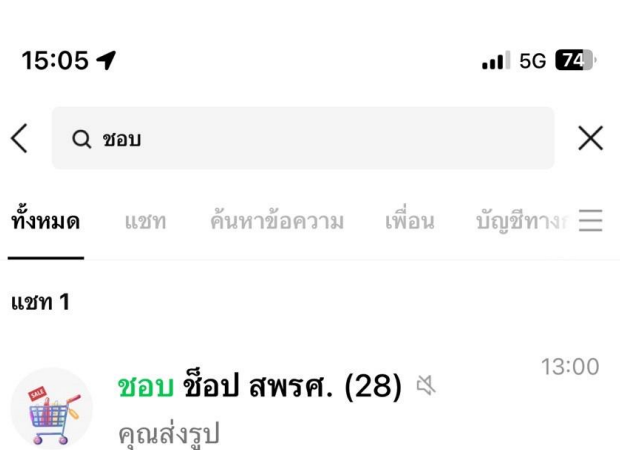 15:05 5G 74
ชอบ
ทั้งหมด แชท ค้นหาข้อความ เพื่อน บัญชีทาง
แชท 1
13:00
ชอบ ช็อป สพรศ. (28)
SALE
คุณส่งรูป